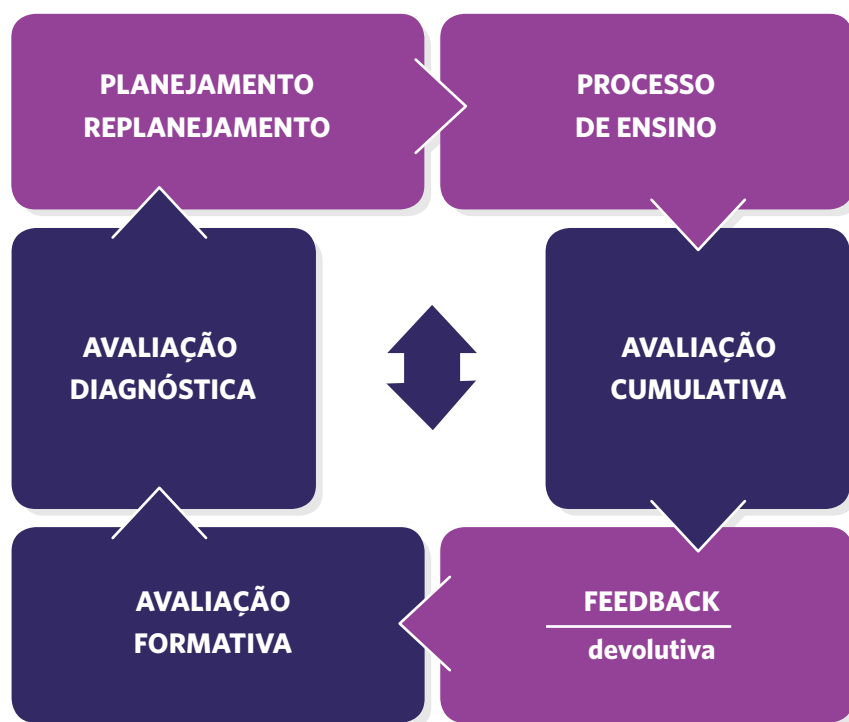 PLANEJAMENTO
REPLANEJAMENTO
PROCESSO
DE ENSINO
AVALIAÇÃO
DIAGNÓSTICA
AVALIAÇÃO
CUMULATIVA
AVALIAÇÃO
FORMATIVA
FEEDBACK
devolutiva